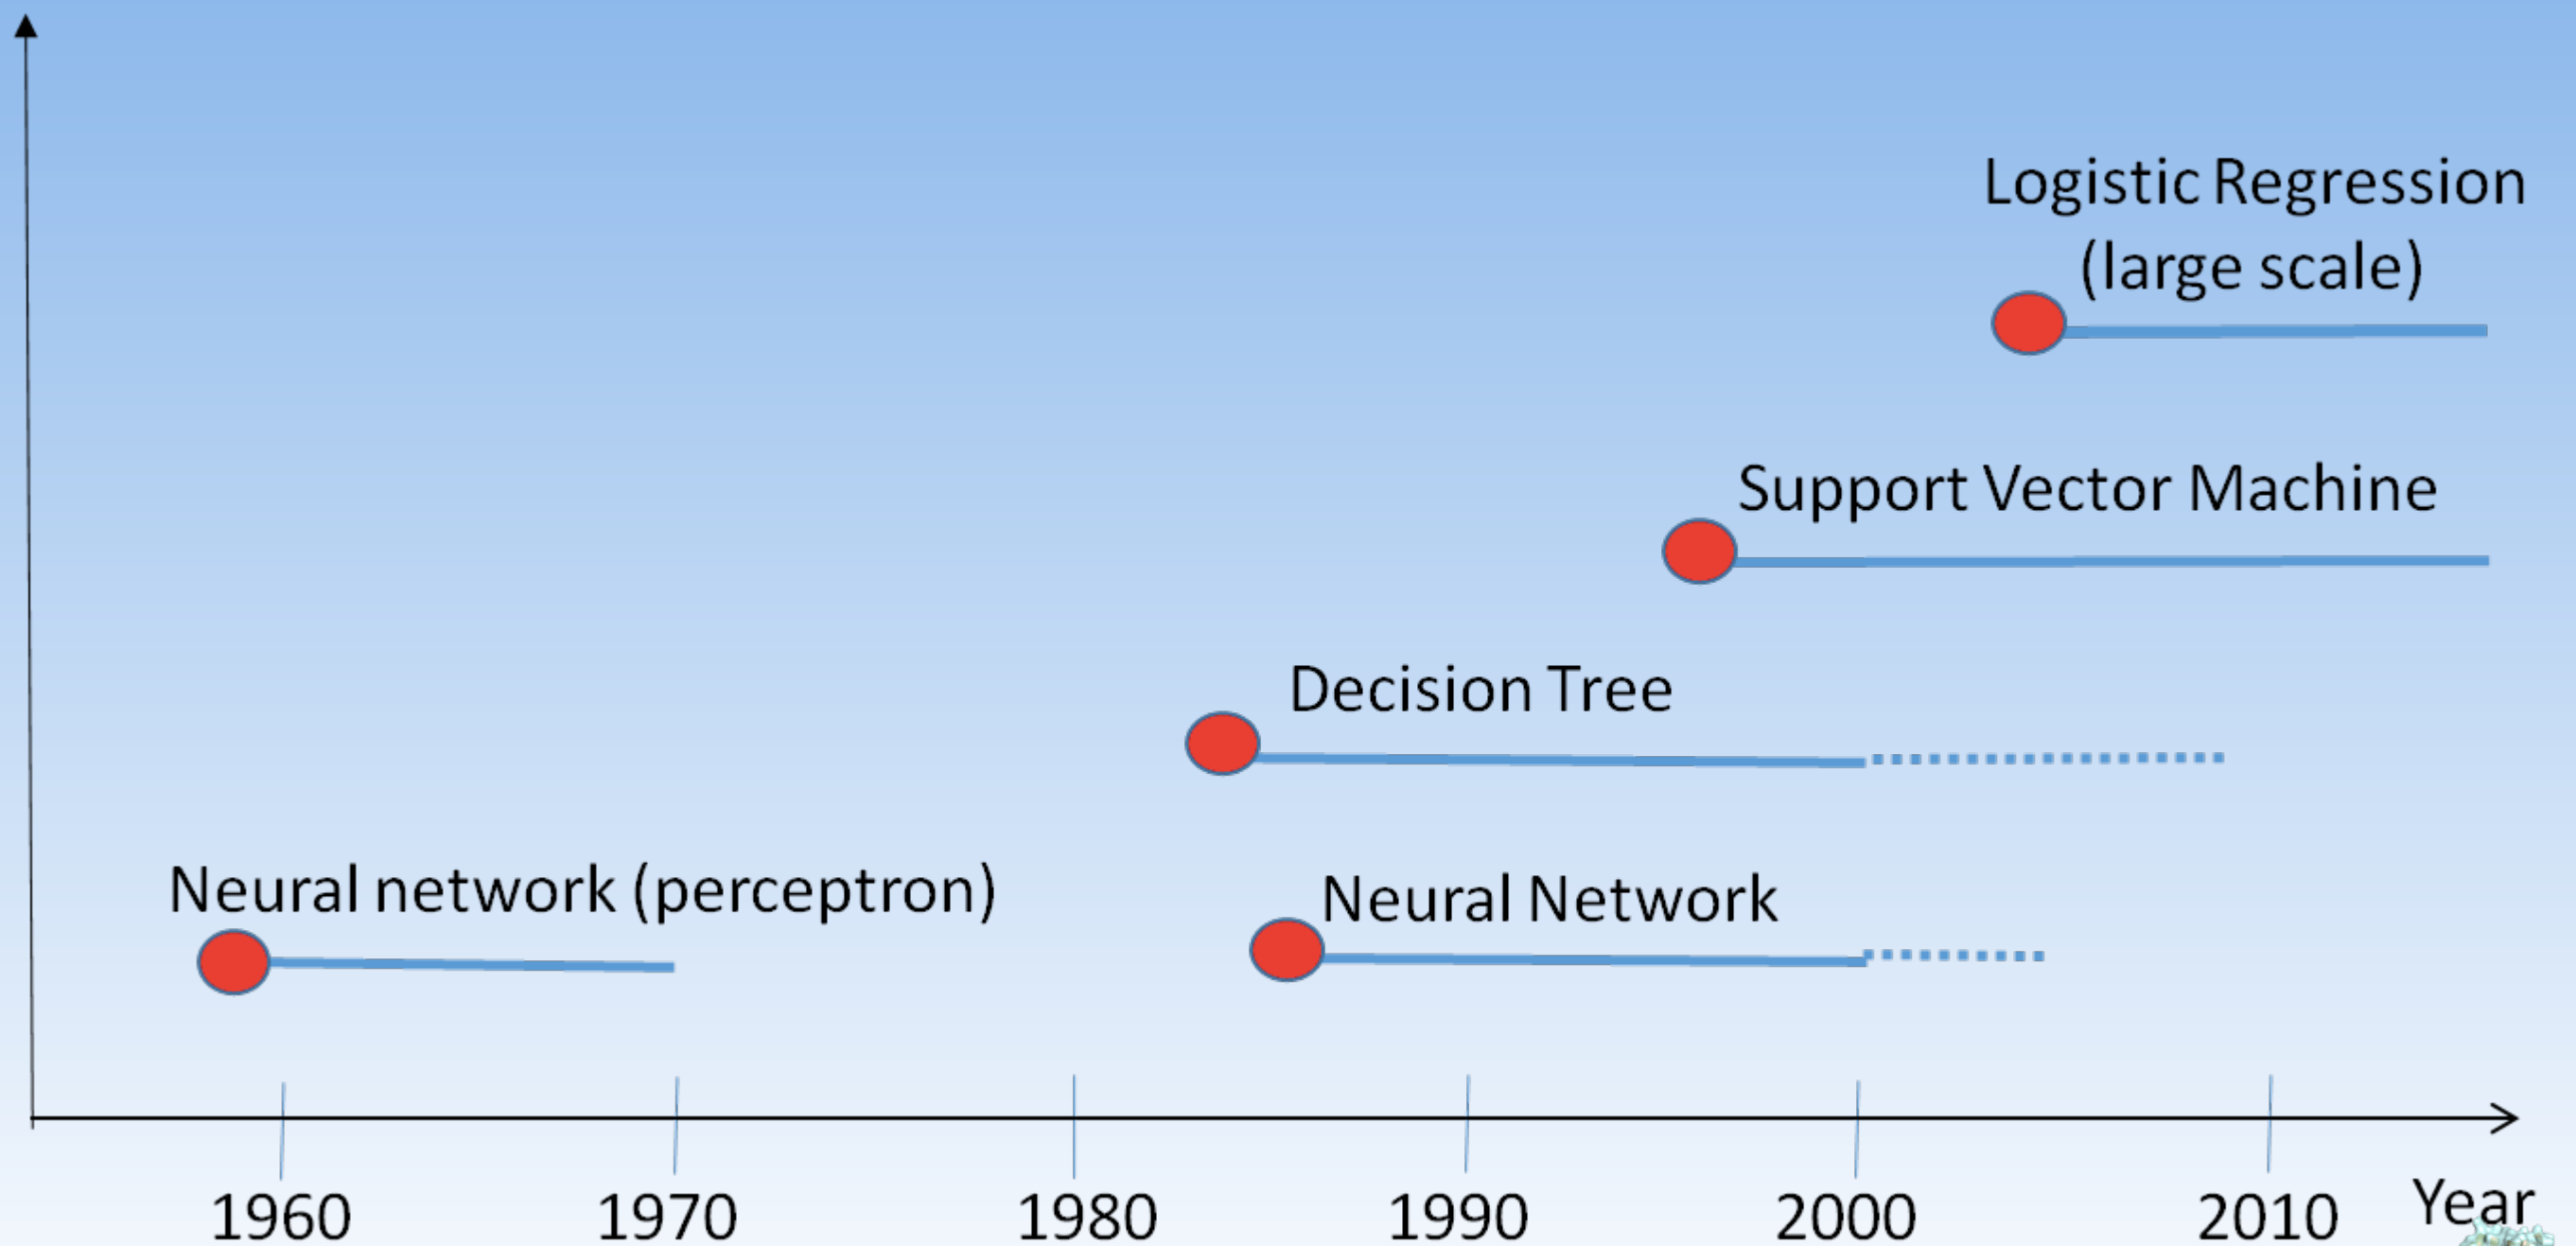 Logistic Regression
(large scale)
Support Vector Machine
Decision Tree
Neural network (perceptron)
Neural Network
1960
1970
1980
1990
2000
2010
Year